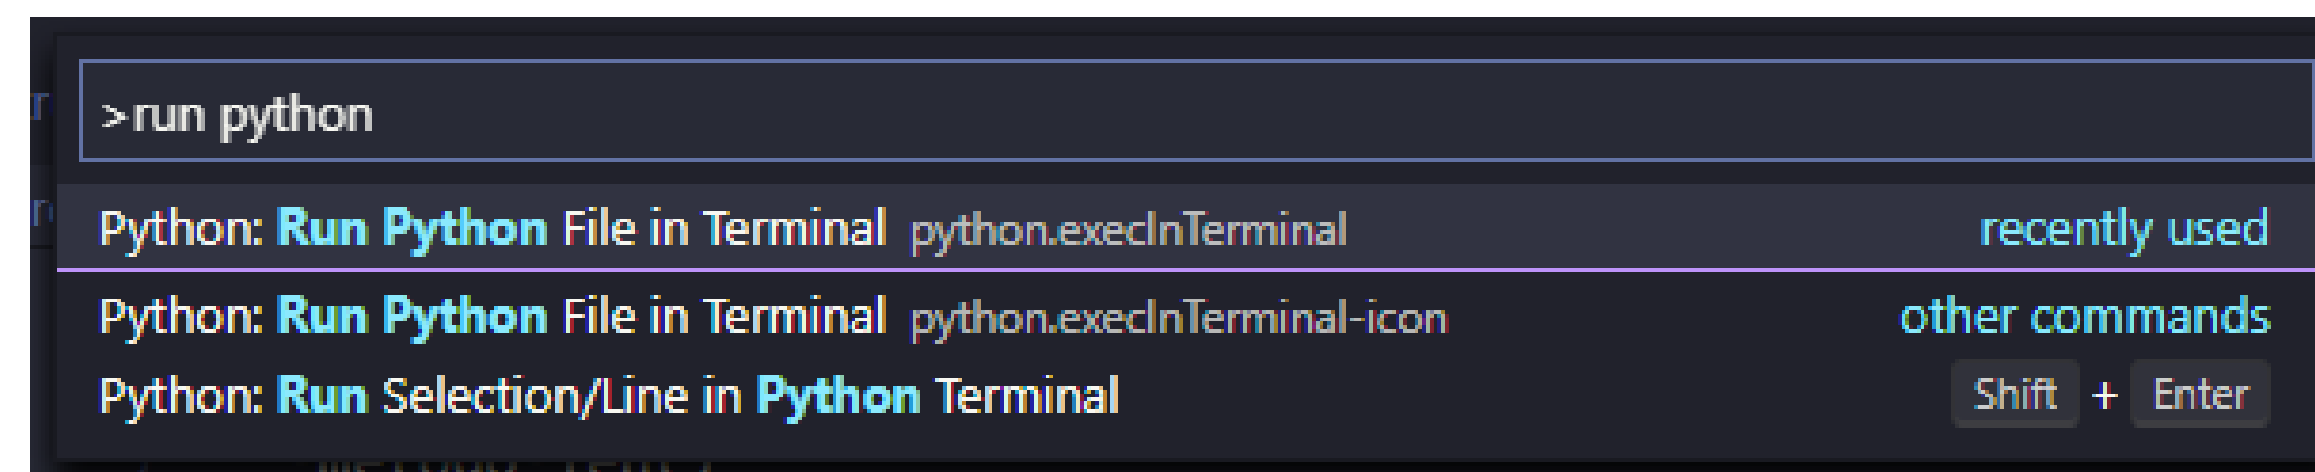 >run python
Python: Run Python File in Terminal python.execInTerminal recently used
Python: Run Python File in Terminal python.execInTerminal-icon other commands
Python: Run Selection/Line in Python Terminal Shift + Enter